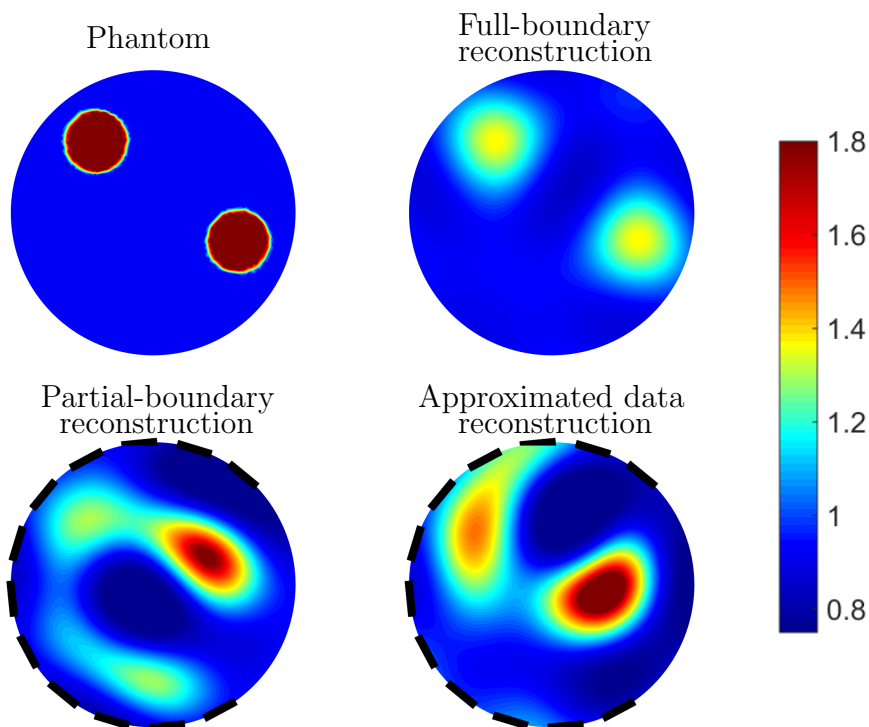 Phantom
Full-boundary
reconstruction
1.8
1.6
1.4
1.2
1
0.8
Partial-boundary
reconstruction
Approximated data
reconstruction